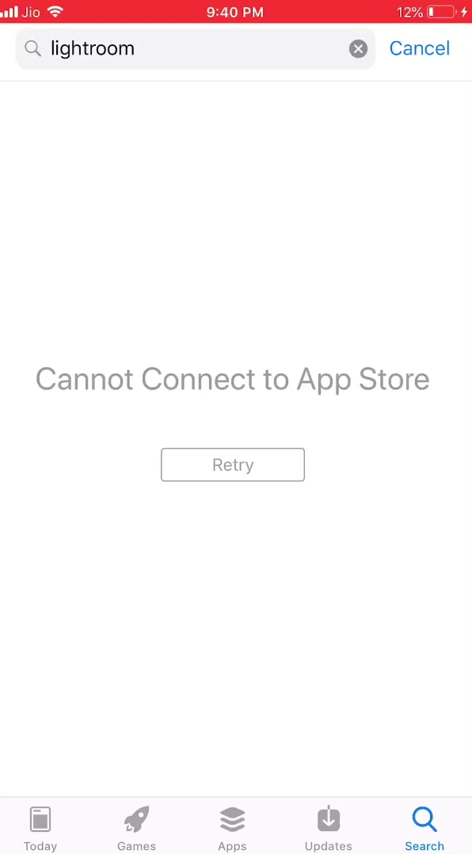 Jio 9:40 PM 12%
lightroom Cancel
Cannot Connect to App Store
Retry
Today Games Apps Updates Search